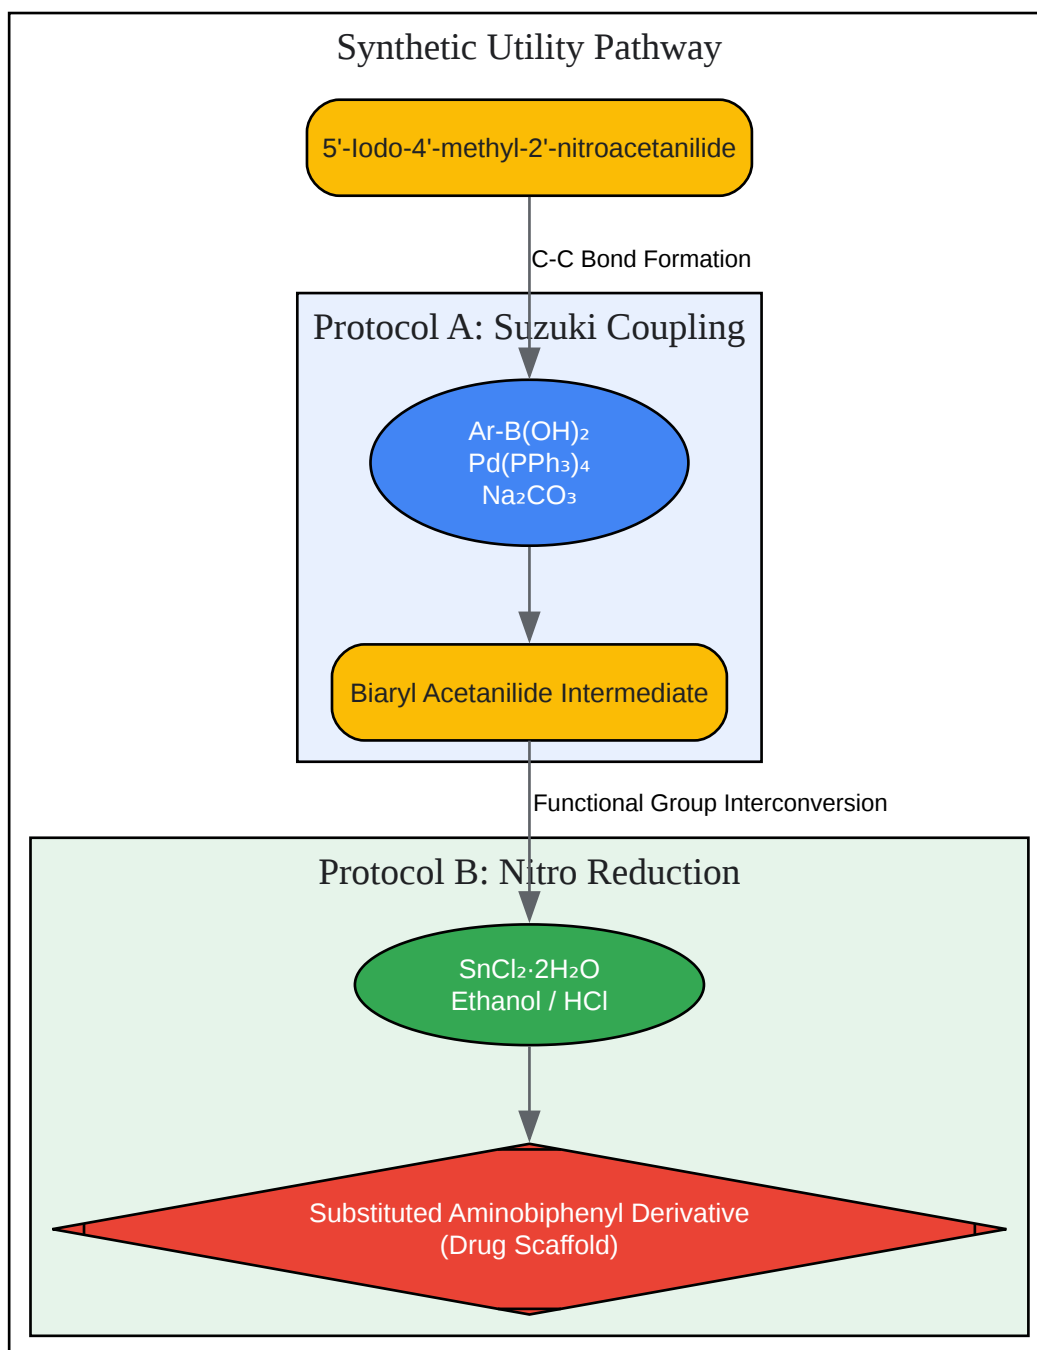 Synthetic Utility Pathway
5'-Iodo-4'-methyl-2'-nitroacetanilide
C-C Bond Formation
Protocol A: Suzuki Coupling
Ar-B(OH)₂
Pd(PPh₃)₄
Na₂CO₃
Biaryl Acetanilide Intermediate
Functional Group Interconversion
Protocol B: Nitro Reduction
SnCl₂·2H₂O
Ethanol / HCl
Substituted Aminobiphenyl Derivative
(Drug Scaffold)